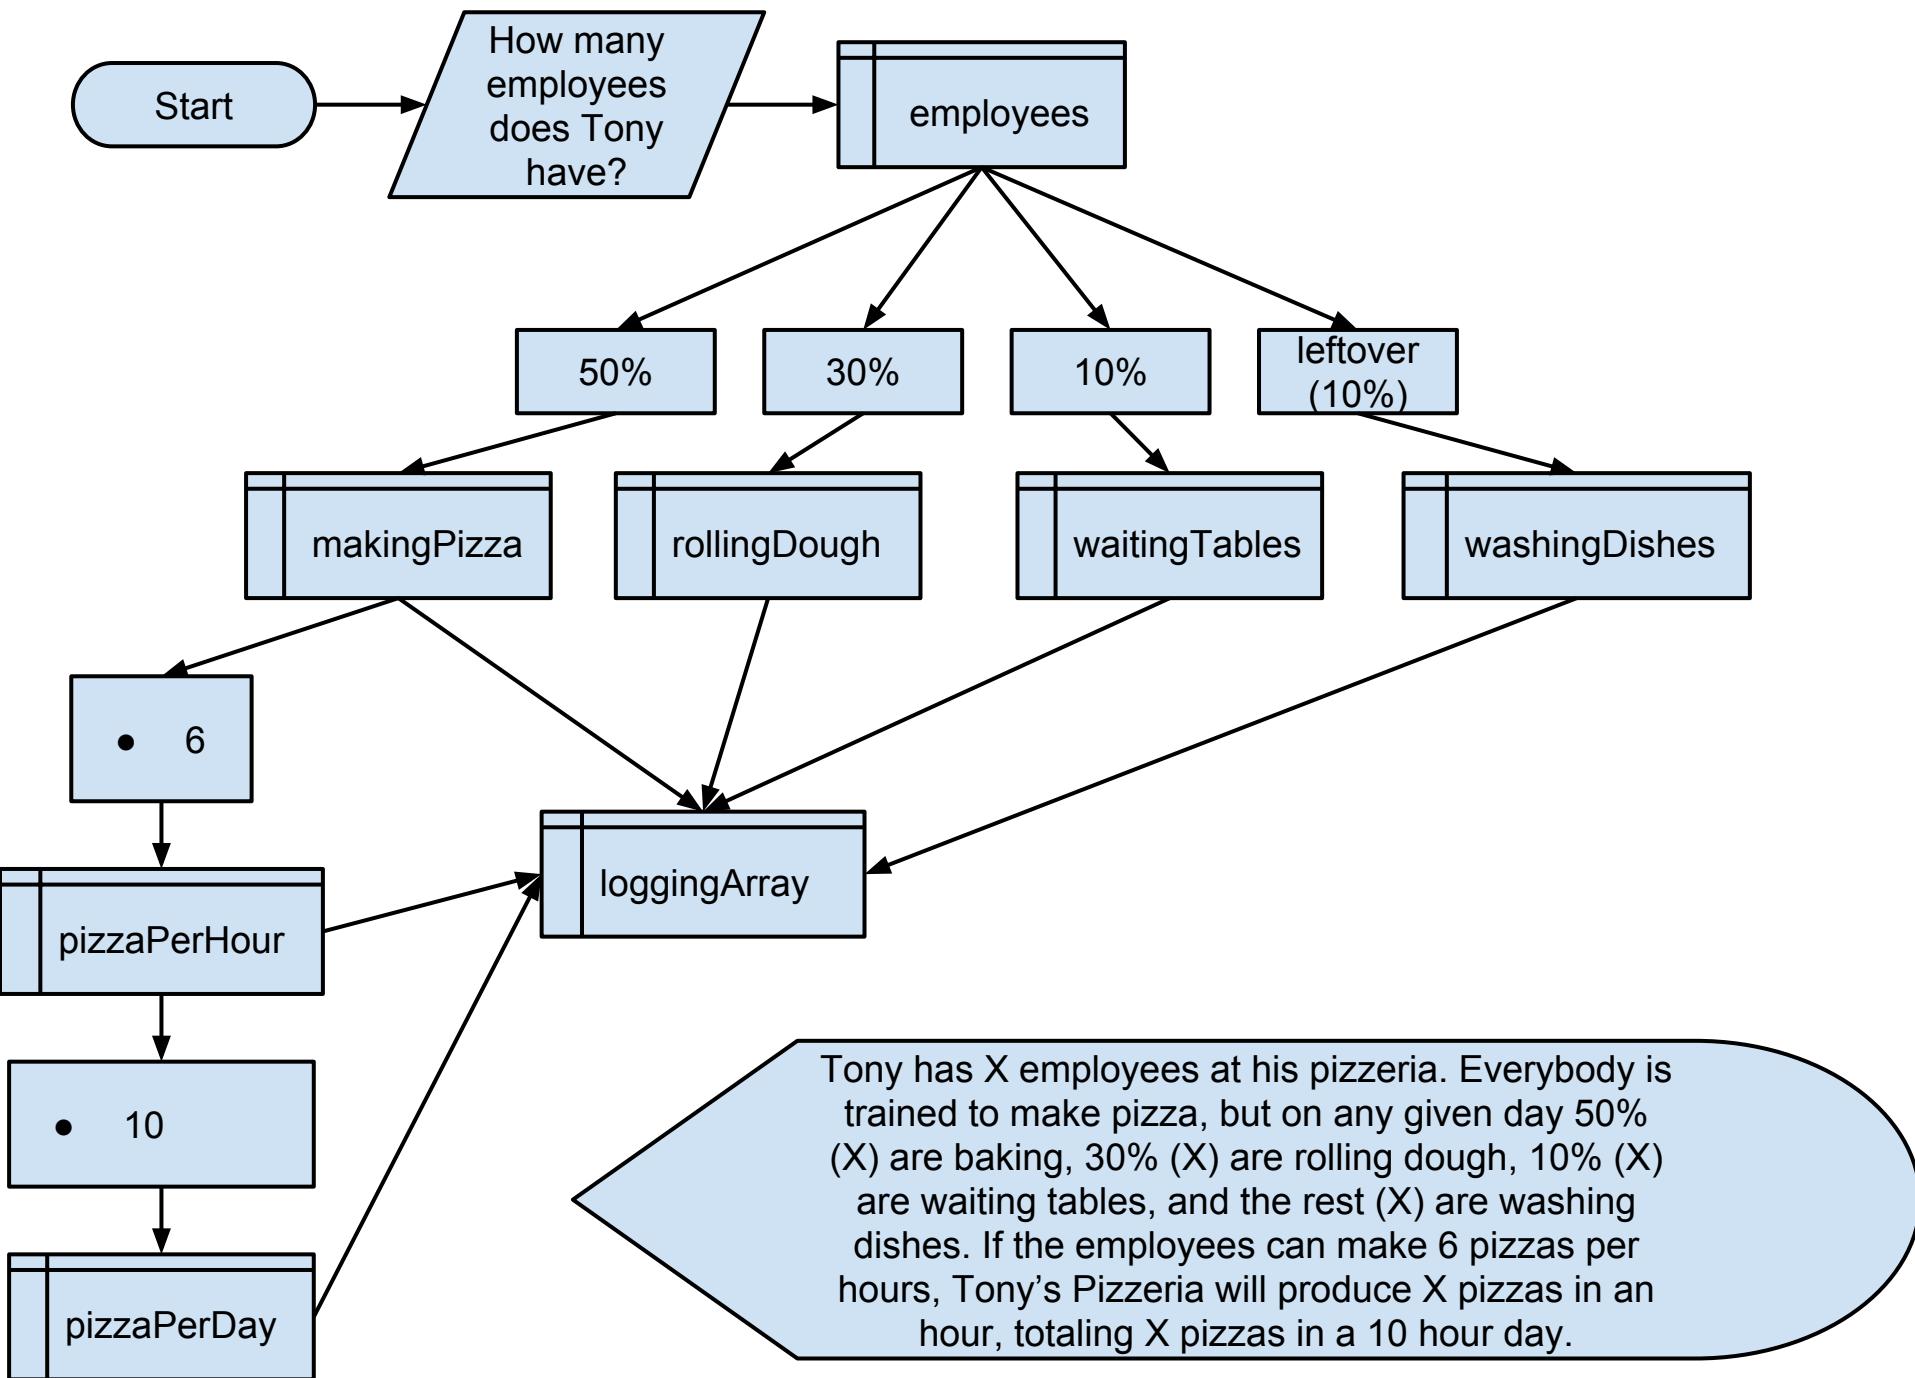 Start
How many
employees
does Tony
have?
employees
50%
30%
10%
leftover
(10%)
makingPizza
rollingDough
waitingTables
washingDishes
● 6
loggingArray
pizzaPerHour
● 10
pizzaPerDay
Tony has X employees at his pizzeria. Everybody is
trained to make pizza, but on any given day 50%
(X) are baking, 30% (X) are rolling dough, 10% (X)
are waiting tables, and the rest (X) are washing
dishes. If the employees can make 6 pizzas per
hours, Tony’s Pizzeria will produce X pizzas in an
hour, totaling X pizzas in a 10 hour day.